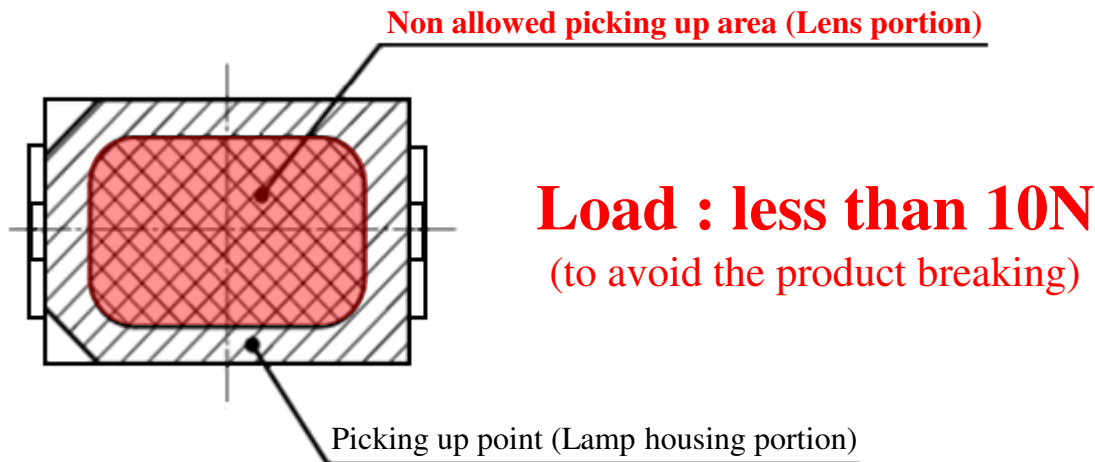 Non allowed picking up area (Lens portion)
Load : less than 10N
(to avoid the product breaking)
Picking up point (Lamp housing portion)